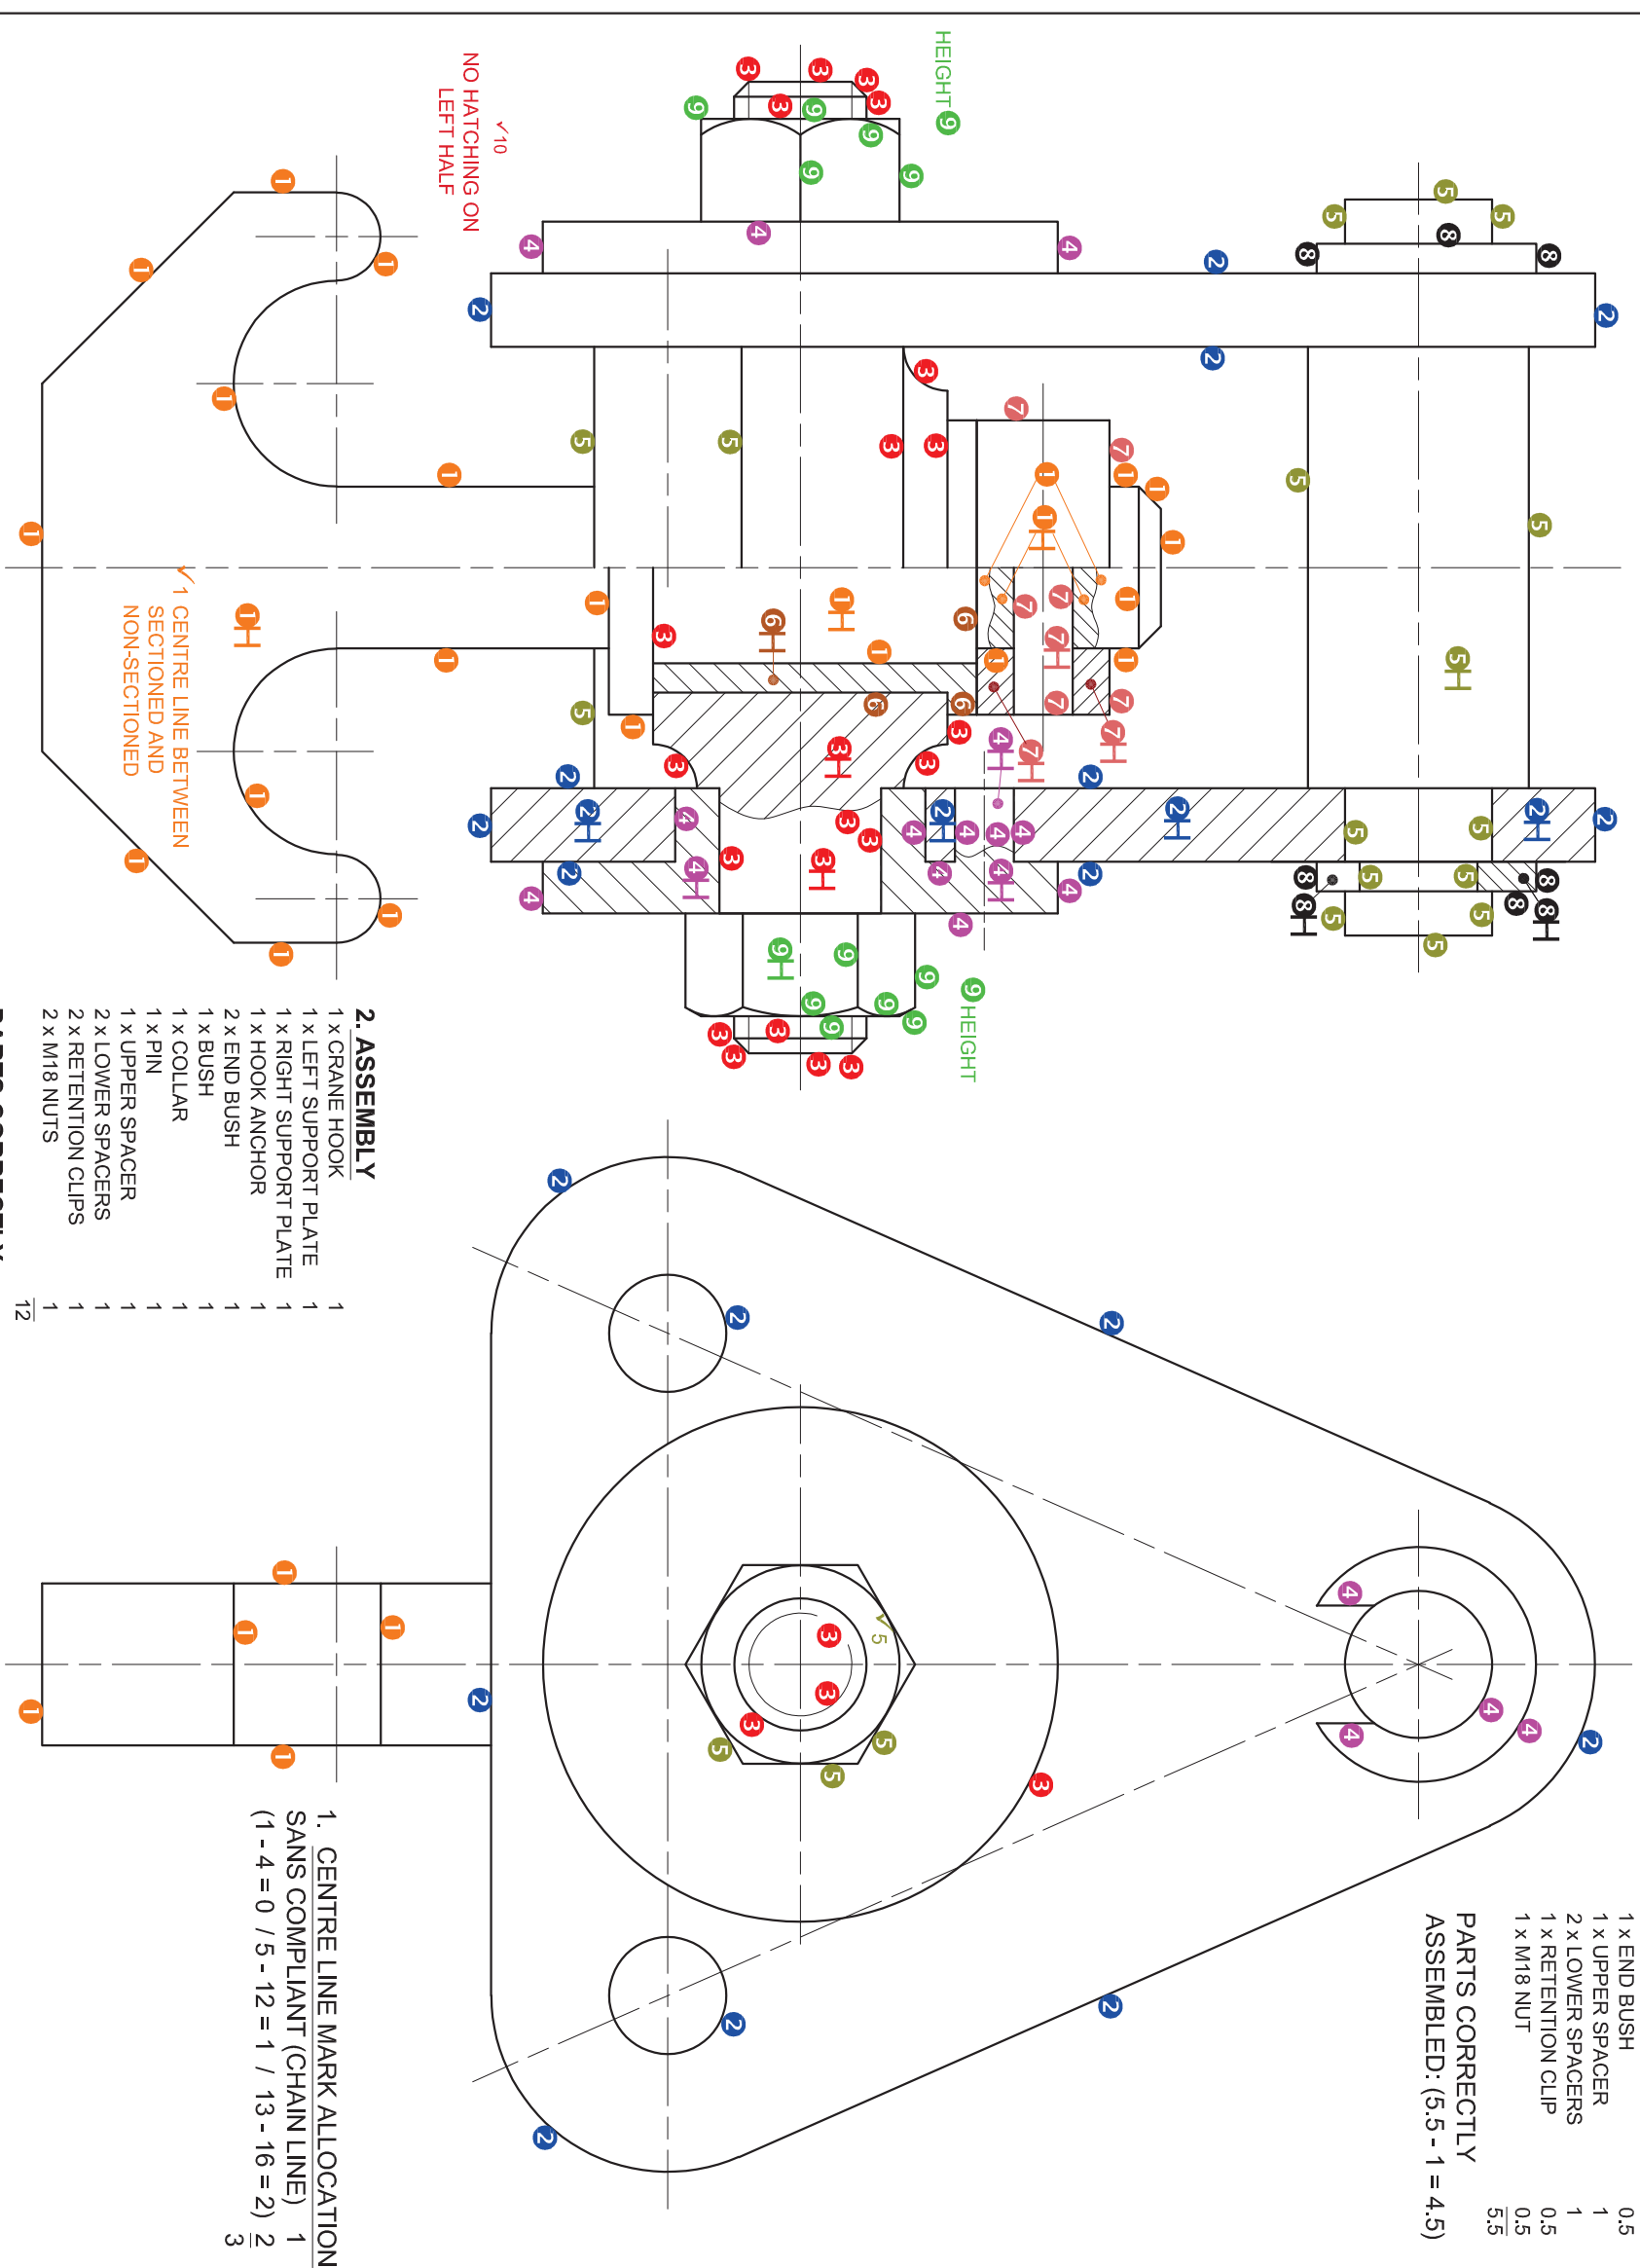 HEIGHT 9
✓10
NO HATCHING ON
LEFT HALF
✓1 CENTRE LINE BETWEEN
SECTIONED AND
NON-SECTIONED
9 HEIGHT
2. ASSEMBLY
1 x CRANE HOOK 1
1 x LEFT SUPPORT PLATE 1
1 x RIGHT SUPPORT PLATE 1
1 x HOOK ANCHOR 1
2 x END BUSH 1
1 x BUSH 1
1 x COLLAR 1
1 x PIN 1
1 x UPPER SPACER 1
2 x LOWER SPACERS 1
2 x RETENTION CLIPS 1
2 x M18 NUTS 1
12
✓5
1 x END BUSH 0.5
1 x UPPER SPACER 1
2 x LOWER SPACERS 1
1 x RETENTION CLIP 0.5
1 x M18 NUT 0.5
5.5
PARTS CORRECTLY
ASSEMBLED: (5.5 - 1 = 4.5)
1. CENTRE LINE MARK ALLOCATION
SANS COMPLIANT (CHAIN LINE) 1
(1 - 4 = 0 / 5 - 12 = 1 / 13 - 16 = 2) 2
3